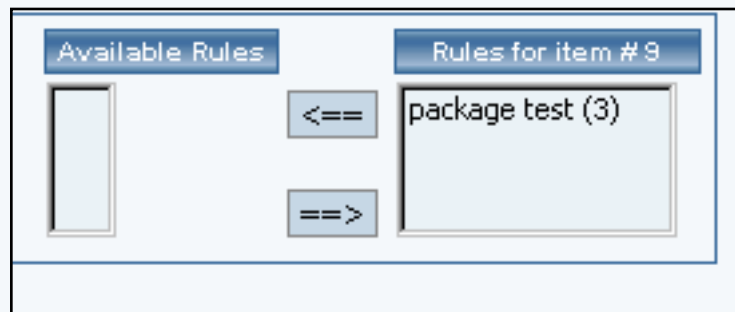 Available Rules
Rules for item # 9
<==
package test (3)
==>